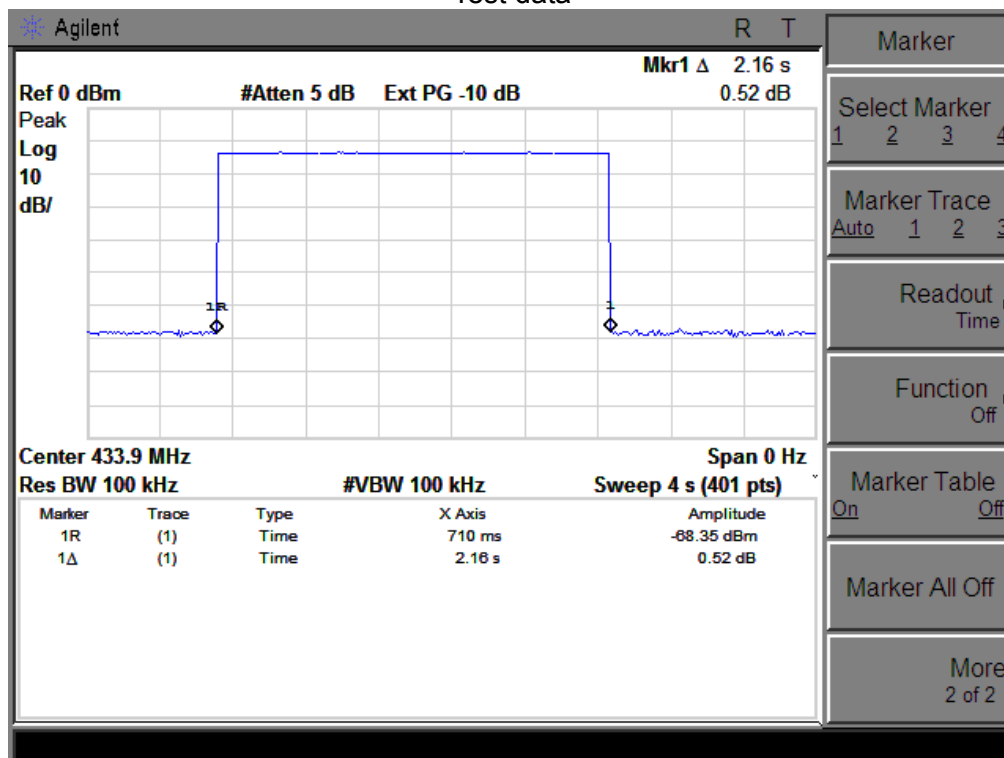 Test data
Agilent R T
Mkr1 Δ 2.16 s
Ref 0 dBm #Atten 5 dB Ext PG -10 dB 0.52 dB
Peak
Log
10
dB/
1R
1
Center 433.9 MHz Span 0 Hz
Res BW 100 kHz #VBW 100 kHz Sweep 4 s (401 pts)
Marker Trace Type X Axis Amplitude
1R (1) Time 710 ms -68.35 dBm
1Δ (1) Time 2.16 s 0.52 dB
Marker
Select Marker
1 2 3 4
Marker Trace
Auto 1 2 3
Readout
Time
Function
Off
Marker Table
On Off
Marker All Off
More
2 of 2